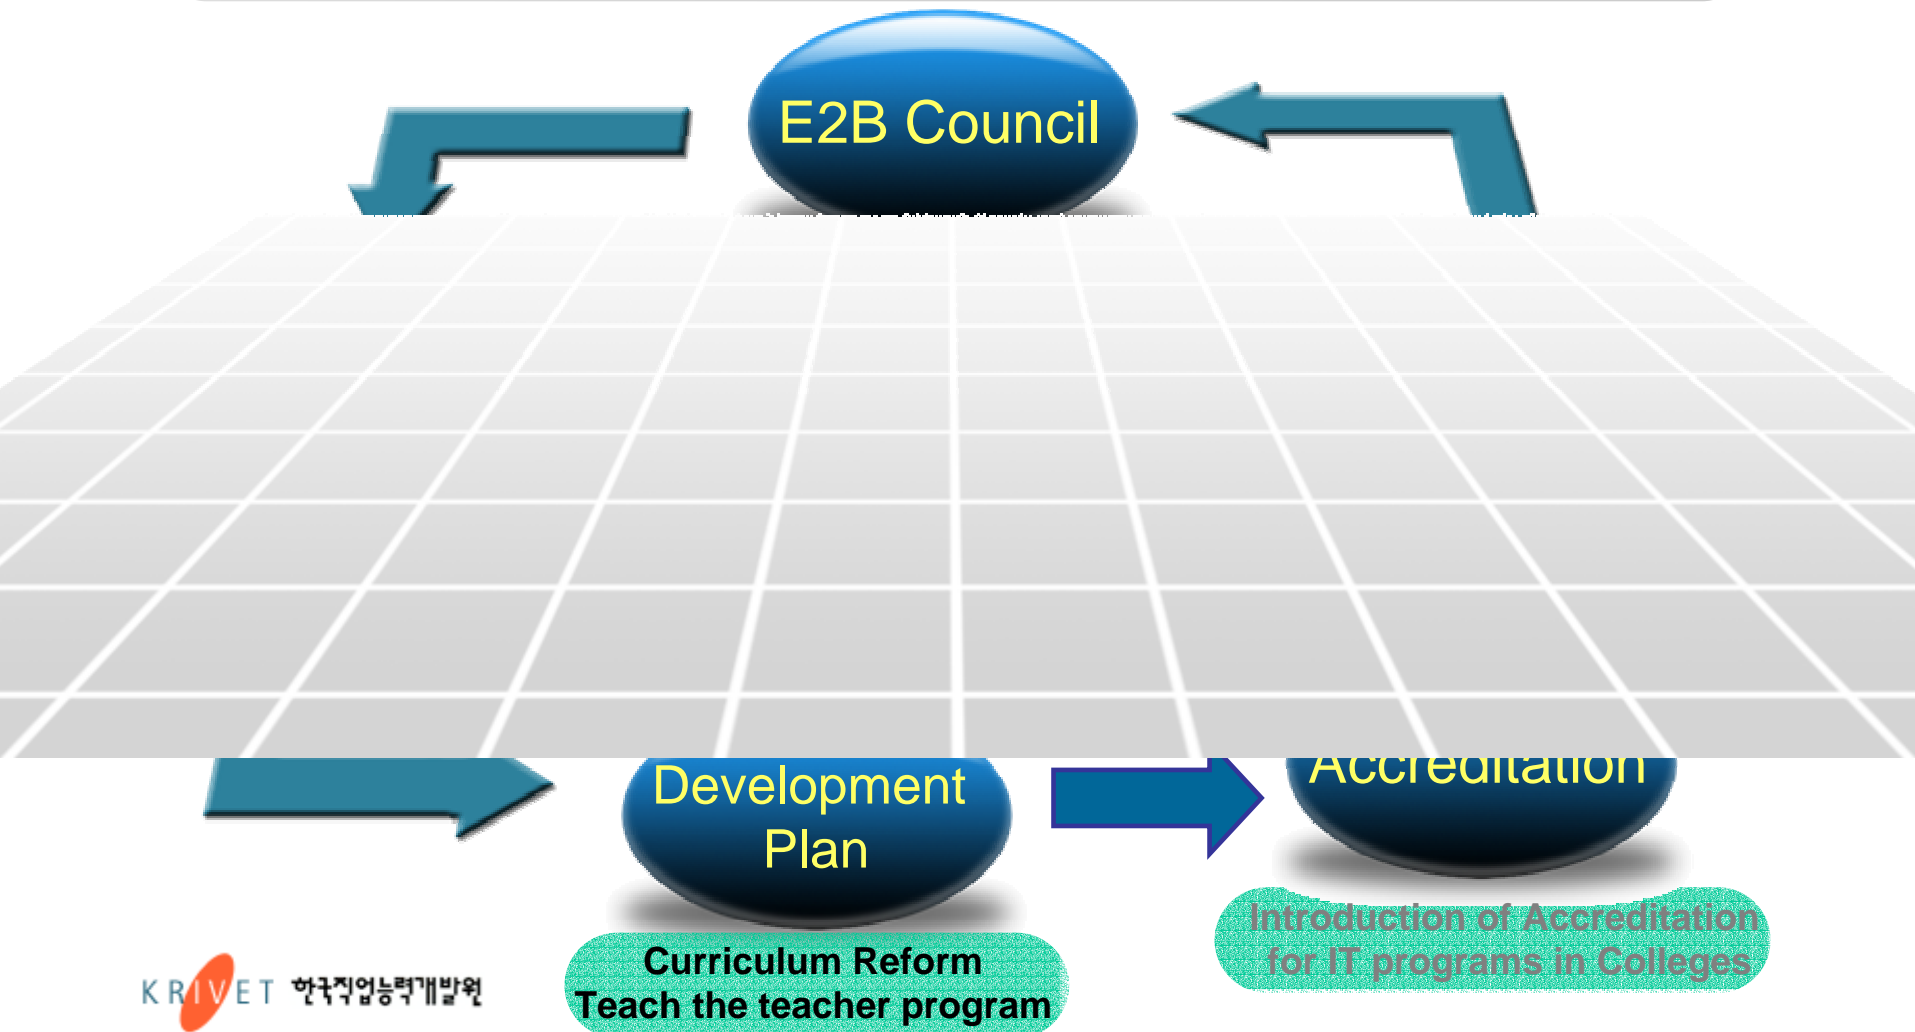 E2B Council
Development
Plan
Accreditation
Introduction of Accreditation
for IT programs in Colleges
Curriculum Reform
Teach the teacher program
KRIVET 한국직업능력개발원